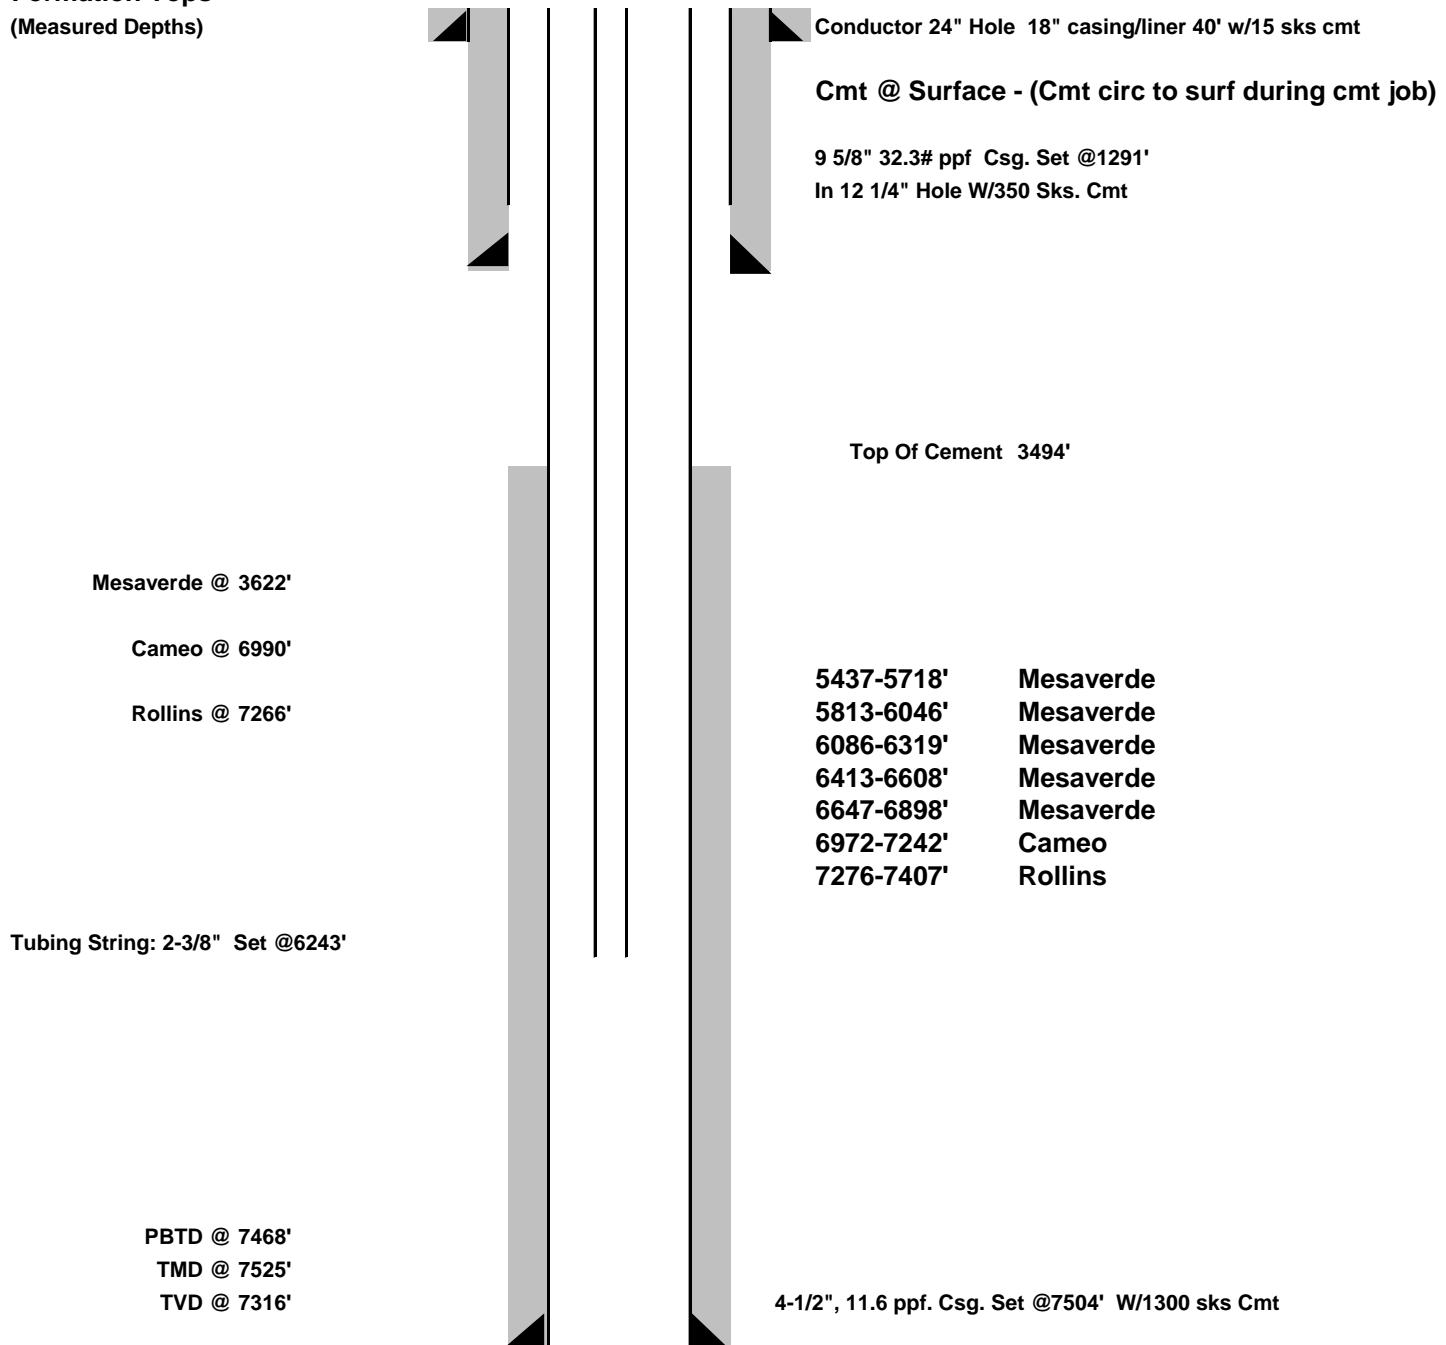 (Measured Depths)
Conductor 24" Hole 18" casing/liner 40' w/15 sks cmt
Cmt @ Surface - (Cmt circ to surf during cmt job)
9 5/8" 32.3# ppf Csg. Set @1291'
In 12 1/4" Hole W/350 Sks. Cmt
Top Of Cement 3494'
Mesaverde @ 3622'
Cameo @ 6990'
Rollins @ 7266'
5437-5718' Mesaverde
5813-6046' Mesaverde
6086-6319' Mesaverde
6413-6608' Mesaverde
6647-6898' Mesaverde
6972-7242' Cameo
7276-7407' Rollins
Tubing String: 2-3/8" Set @6243'
PBTD @ 7468'
TMD @ 7525'
TVD @ 7316'
4-1/2", 11.6 ppf. Csg. Set @7504' W/1300 sks Cmt